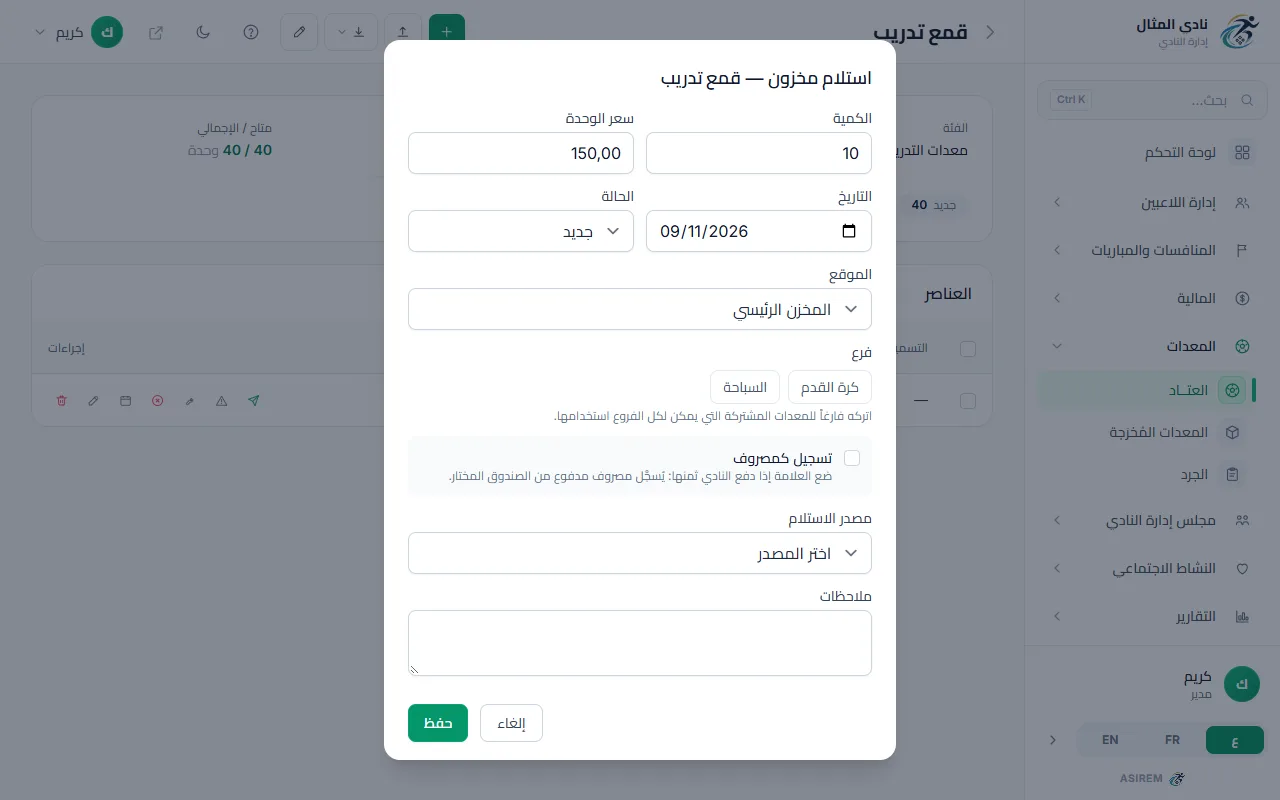 نادي المثال
إدارة النادي
بحث...
Ctrl K
لوحة التحكم
إدارة اللاعبين
المنافسات والمباريات
المالية
المعدات
العتـاد
المعدات المُخرجة
الجرد
مجلس إدارة النادي
النشاط الاجتماعي
التقارير
كريم
مدير
ك
ع
FR
EN
ASIREM
قمع تدريب
كريم
ك
الفئة
معدات التدري
جديد 40
متاح / الإجمالي
40 / 40 وحدة
العناصر
التسم
إجراءات
—
استلام مخزون — قمع تدريب
الكمية
سعر الوحدة
10
150,00
التاريخ
الحالة
09/11/2026
جديد
الموقع
المخزن الرئيسي
فرع
كرة القدم
السباحة
اتركه فارغاً للمعدات المشتركة التي يمكن لكل الفروع استخدامها.
تسجيل كمصروف
ضع العلامة إذا دفع النادي ثمنها: يُسجَّل مصروف مدفوع من الصندوق المختار.
مصدر الاستلام
اختر المصدر
ملاحظات
إلغاء
حفظ